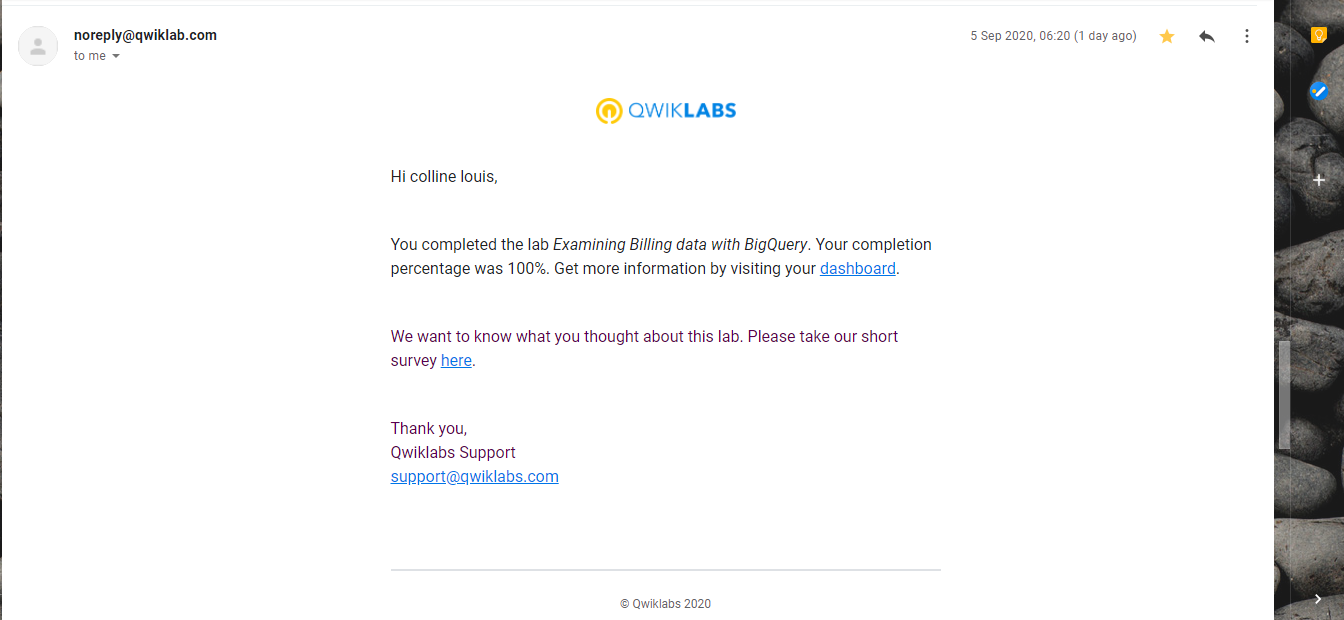 noreply@qwiklab.com
5 Sep 2020, 06:20 (1 day ago)
to me
QWIKLABS
Hi colline louis,
You completed the lab Examining Billing data with BigQuery. Your completion
percentage was 100%. Get more information by visiting your dashboard.
We want to know what you thought about this lab. Please take our short
survey here.
Thank you,
Qwiklabs Support
support@qwiklabs.com
© Qwiklabs 2020